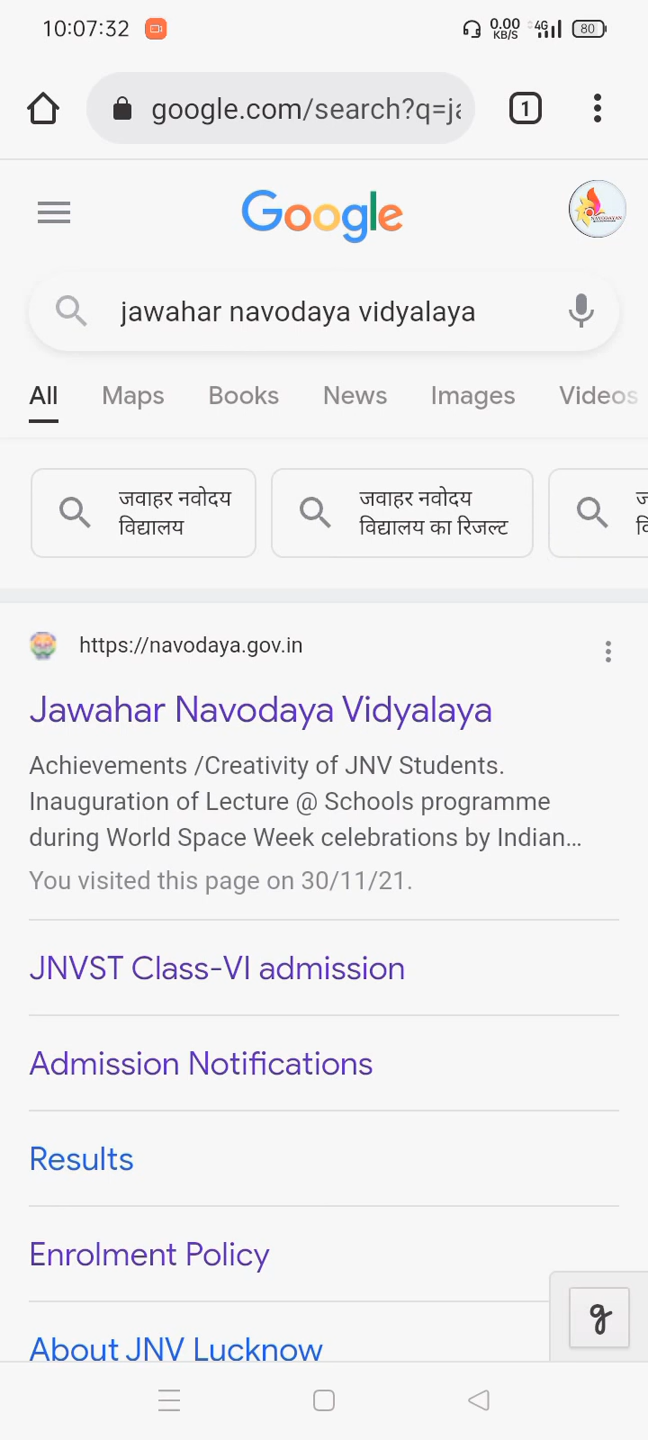 10:07:32
0.00
KB/S
4G
80
google.com/search?q=ja
1
Google
jawahar navodaya vidyalaya
All Maps Books News Images Videos
जवाहर नवोदय
विद्यालय
जवाहर नवोदय
विद्यालय का रिजल्ट
https://navodaya.gov.in
Jawahar Navodaya Vidyalaya
Achievements /Creativity of JNV Students.
Inauguration of Lecture @ Schools programme
during World Space Week celebrations by Indian...
You visited this page on 30/11/21.
JNVST Class-VI admission
Admission Notifications
Results
Enrolment Policy
About JNV Lucknow
g